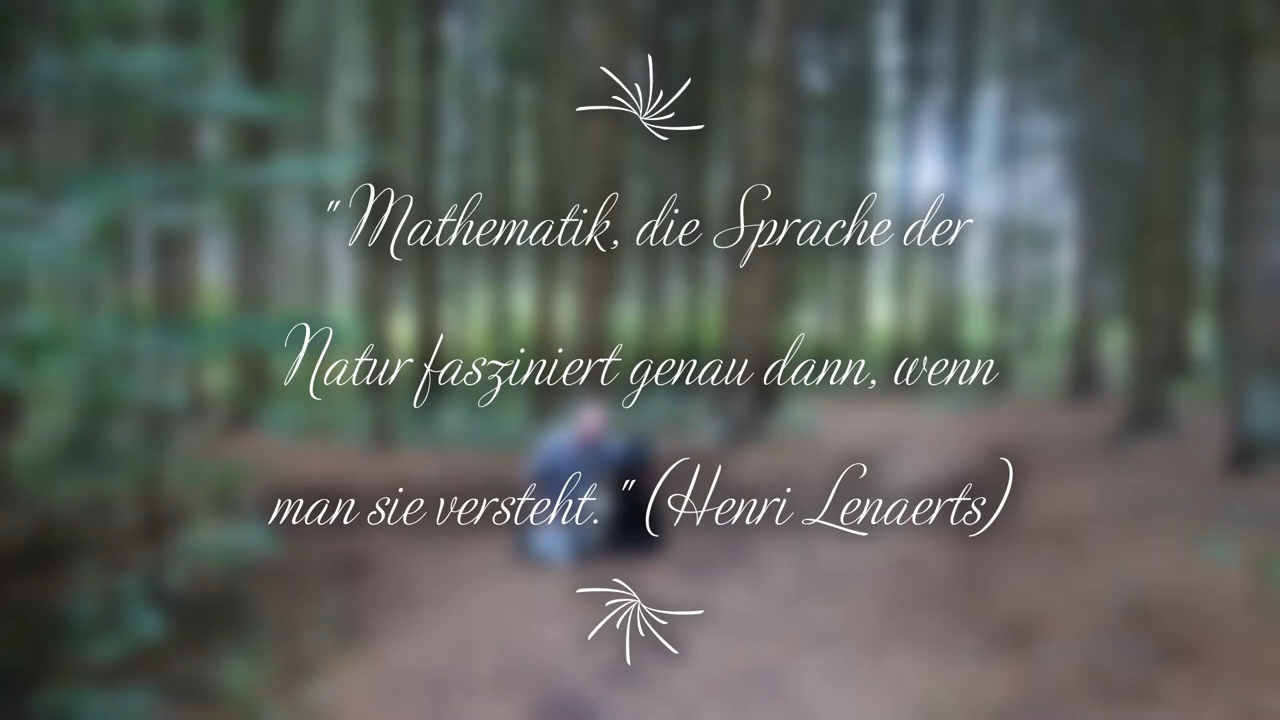 "Mathematik, die Sprache der
Natur fasziniert genau dann, wenn
man sie versteht." (Henri Lenaerts)